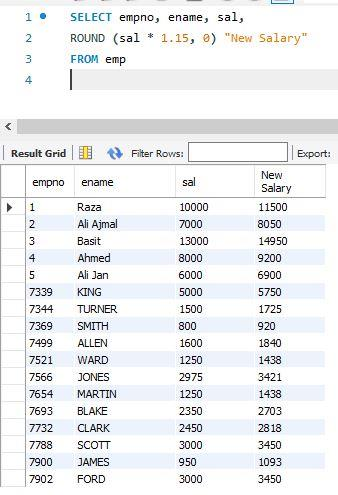 1 SELECT empno, ename, sal,
2 ROUND (sal * 1.15, 0) "New Salary"
3 FROM emp
4
Result Grid Filter Rows: Export:
empno ename sal New Salary
1 Raza 10000 11500
2 Ali Ajmal 7000 8050
3 Basit 13000 14950
4 Ahmed 8000 9200
5 Ali Jan 6000 6900
7339 KING 5000 5750
7344 TURNER 1500 1725
7369 SMITH 800 920
7499 ALLEN 1600 1840
7521 WARD 1250 1438
7566 JONES 2975 3421
7654 MARTIN 1250 1438
7693 BLAKE 2350 2703
7732 CLARK 2450 2818
7788 SCOTT 3000 3450
7900 JAMES 950 1093
7902 FORD 3000 3450